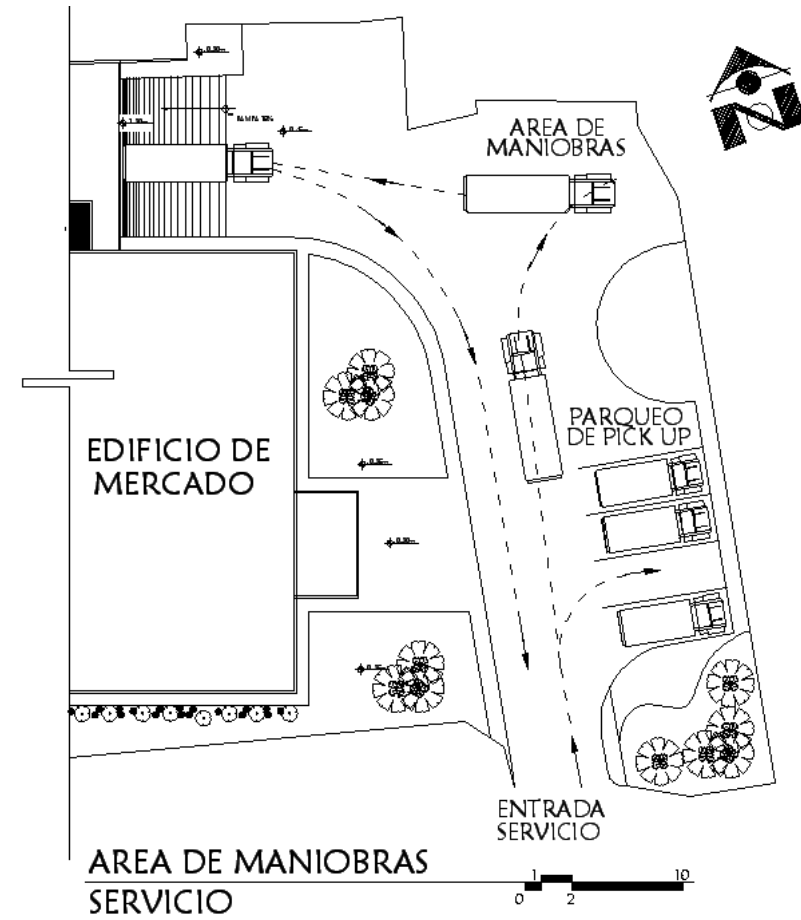 AREA DE
MANIOBRAS
PARQUEO
DE PICK UP
EDIFICIO DE
MERCADO
ENTRADA
SERVICIO
AREA DE MANIOBRAS
SERVICIO
1 10
0 2